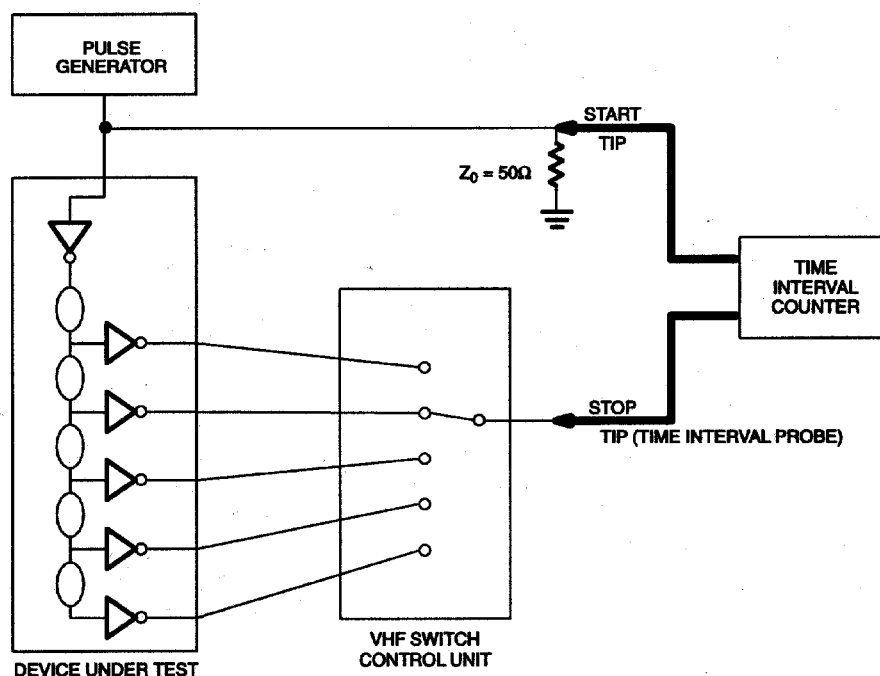 PULSE
GENERATOR
START
TIP
Z₀ = 50Ω
TIME
INTERVAL
COUNTER
STOP
TIP (TIME INTERVAL PROBE)
VHF SWITCH
CONTROL UNIT
DEVICE UNDER TEST